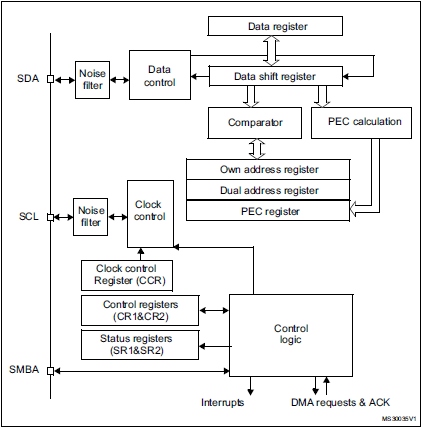 Data register
SDA
Noise
filter
Data
control
Data shift register
Comparator
PEC calculation
Own address register
Dual address register
PEC register
SCL
Noise
filter
Clock
control
Clock control
Register (CCR)
Control registers
(CR1&CR2)
Status registers
(SR1&SR2)
Control
logic
SMBA
Interrupts
DMA requests & ACK
MS30035V1